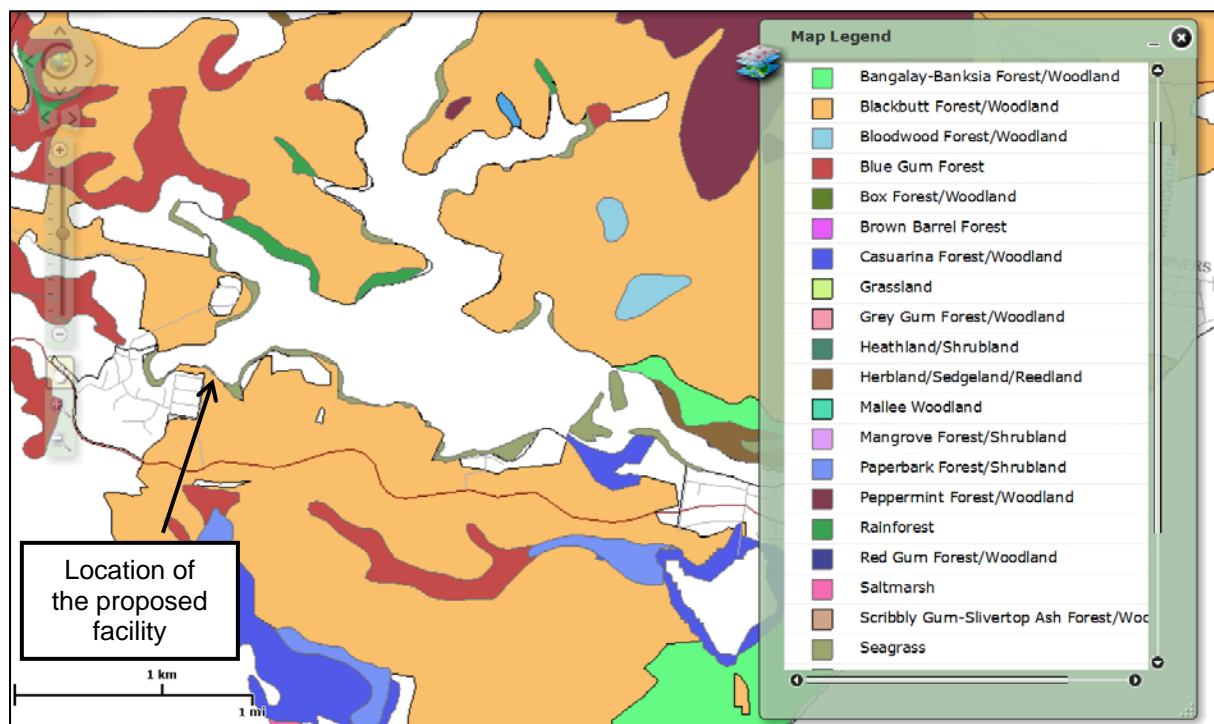 Map Legend
Bangalay-Banksia Forest/Woodland
Blackbutt Forest/Woodland
Bloodwood Forest/Woodland
Blue Gum Forest
Box Forest/Woodland
Brown Barrel Forest
Casuarina Forest/Woodland
Grassland
Grey Gum Forest/Woodland
Heathland/Shrubland
Herbland/Sedgeland/Reedland
Mallee Woodland
Mangrove Forest/Shrubland
Paperbark Forest/Shrubland
Peppermint Forest/Woodland
Rainforest
Red Gum Forest/Woodland
Saltmarsh
Scribbly Gum-Slivertop Ash Forest/Woo
Seagrass
Location of
the proposed
facility
1 km
1 mi